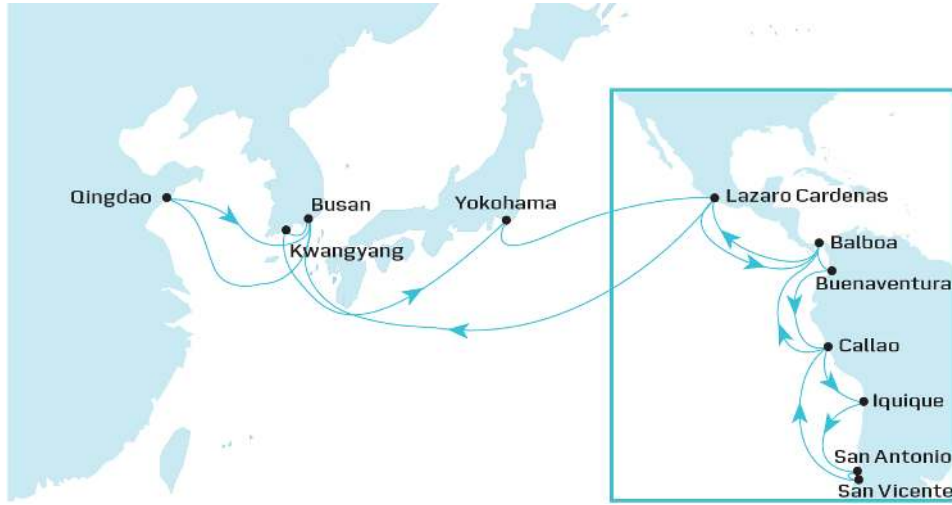 Qingdao
Busan
Kwangyang
Yokohama
Lazaro Cardenas
Balboa
Buenaventura
Callao
Iquique
San Antonio
San Vicente